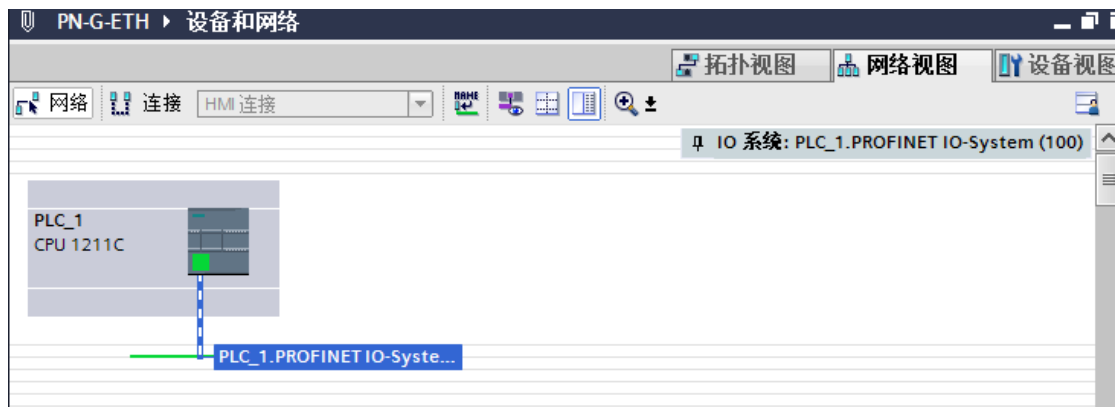 PN-G-ETH ▸ 设备和网络
拓扑视图 网络视图 设备视图
网络 连接 HMI 连接
IO 系统: PLC_1.PROFINET IO-System (100)
PLC_1
CPU 1211C
PLC_1.PROFINET IO-Syste...